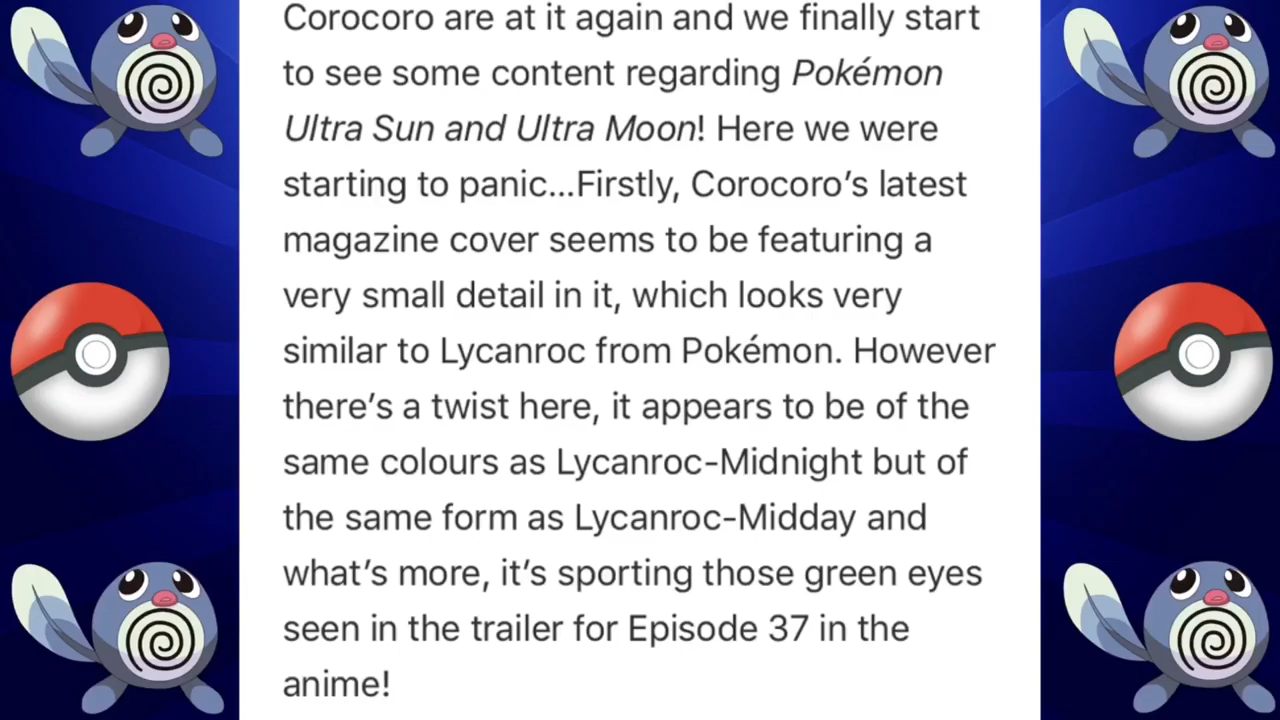 Corocoro are at it again and we finally start
to see some content regarding Pokémon
Ultra Sun and Ultra Moon! Here we were
starting to panic...Firstly, Corocoro’s latest
magazine cover seems to be featuring a
very small detail in it, which looks very
similar to Lycanroc from Pokémon. However
there’s a twist here, it appears to be of the
same colours as Lycanroc-Midnight but of
the same form as Lycanroc-Midday and
what’s more, it’s sporting those green eyes
seen in the trailer for Episode 37 in the
anime!